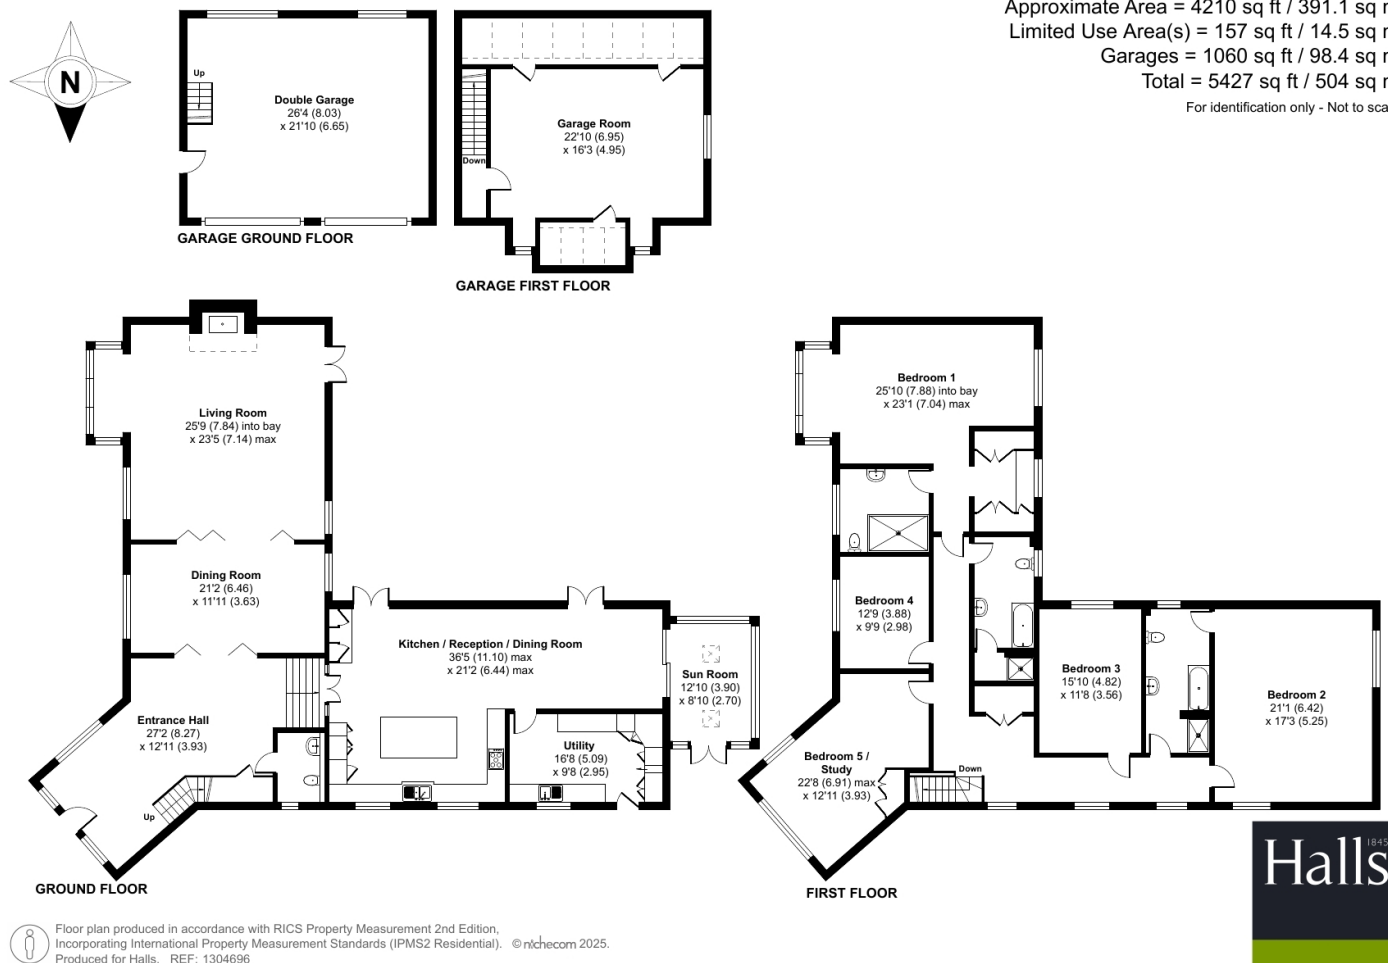 Approximate Area = 4210 sq ft / 391.1 sq m
Limited Use Area(s) = 157 sq ft / 14.5 sq m
Garages = 1060 sq ft / 98.4 sq m
Total = 5427 sq ft / 504 sq m
For identification only - Not to sca
N
Up
Double Garage
26'4 (8.03)
x 21'10 (6.65)
GARAGE GROUND FLOOR
Garage Room
22'10 (6.95)
x 16'3 (4.95)
Down
GARAGE FIRST FLOOR
Living Room
25'9 (7.84) into bay
x 23'5 (7.14) max
Dining Room
21'2 (6.46)
x 11'11 (3.63)
Kitchen / Reception / Dining Room
36'5 (11.10) max
x 21'2 (6.44) max
Sun Room
12'10 (3.90)
x 8'10 (2.70)
Entrance Hall
27'2 (8.27)
x 12'11 (3.93)
Utility
16'8 (5.09)
x 9'8 (2.95)
Up
GROUND FLOOR
Bedroom 1
25'10 (7.88) into bay
x 23'1 (7.04) max
Bedroom 4
12'9 (3.88)
x 9'9 (2.98)
Bedroom 3
15'10 (4.82)
x 11'8 (3.56)
Bedroom 2
21'1 (6.42)
x 17'3 (5.25)
Bedroom 5 /
Study
22'8 (6.91) max
x 12'11 (3.93)
Down
FIRST FLOOR
Halls
1845
Floor plan produced in accordance with RICS Property Measurement 2nd Edition,
Incorporating International Property Measurement Standards (IPMS2 Residential). © nichecom 2025.
Produced for Halls. REF: 1304696